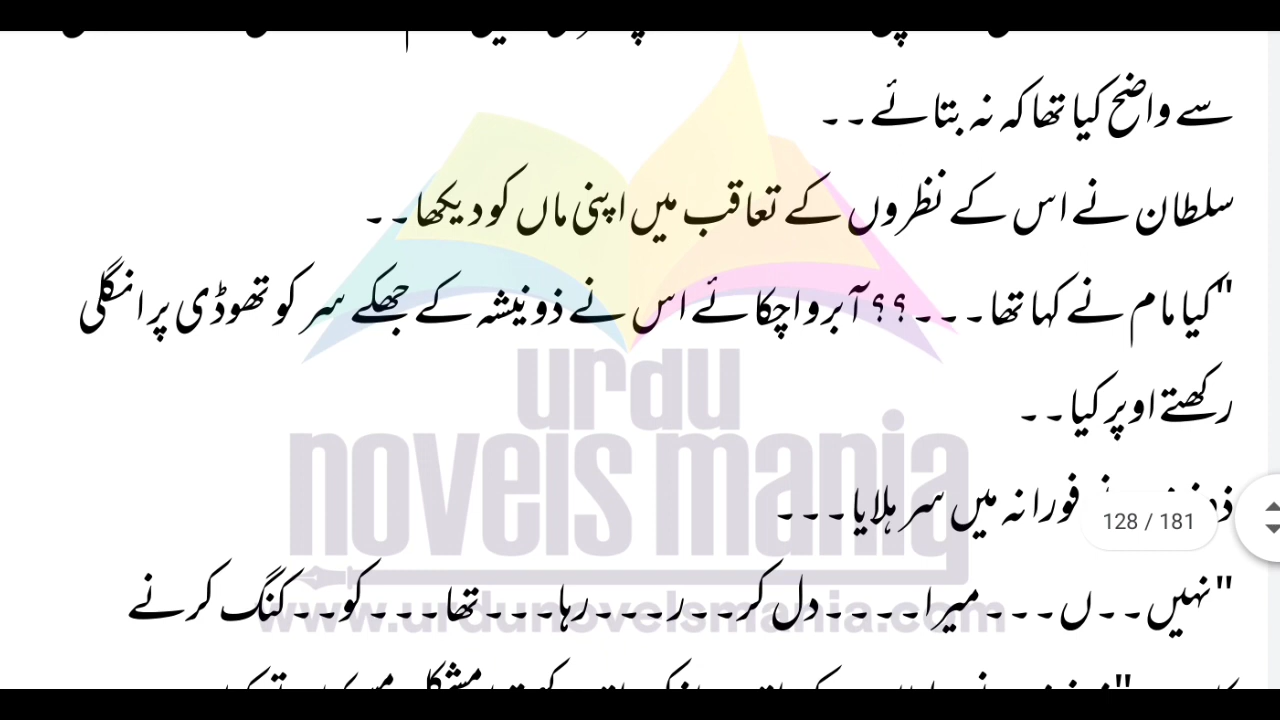 سے واضح کیا تھا کہ نہ بتائے۔۔
سلطان نے اس کے نظروں کے تعاقب میں اپنی ماں کو دیکھا۔۔
"کیا مام نے کہا تھا۔۔۔؟؟ آبرو اچکائے اس نے ذونیشہ کے جھکے سر کو تھوڈی پر انگلی
رکھتے اوپر کیا۔۔
فورا نہ میں سر ہلایا۔۔۔
128 / 181
"نہیں۔۔ں۔۔۔میرا۔۔۔۔دل کر۔۔ر۔۔۔رہا۔۔۔تھا۔۔۔کو۔۔کنگ کرنے
urdu
novels mania
www.urdunovelsmania.com